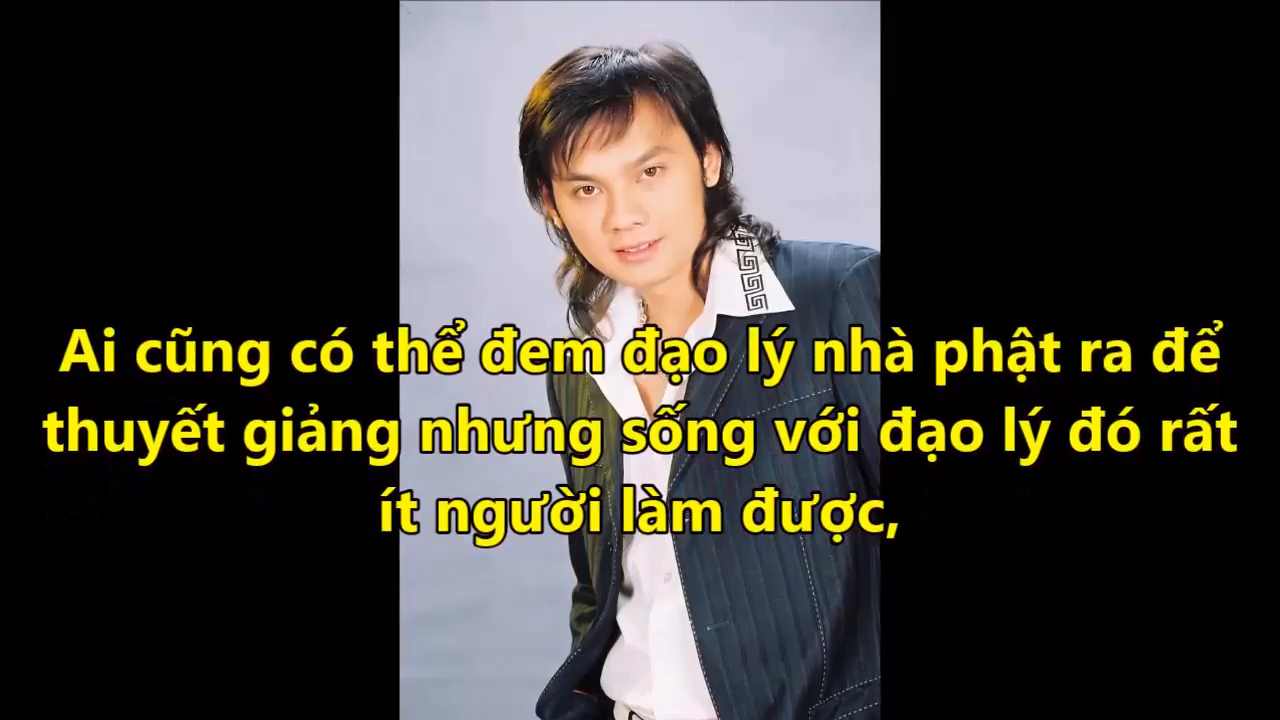 Ai cũng có thể đem đạo lý nhà phật ra để
thuyết giảng nhưng sống với đạo lý đó rất
ít người làm được,